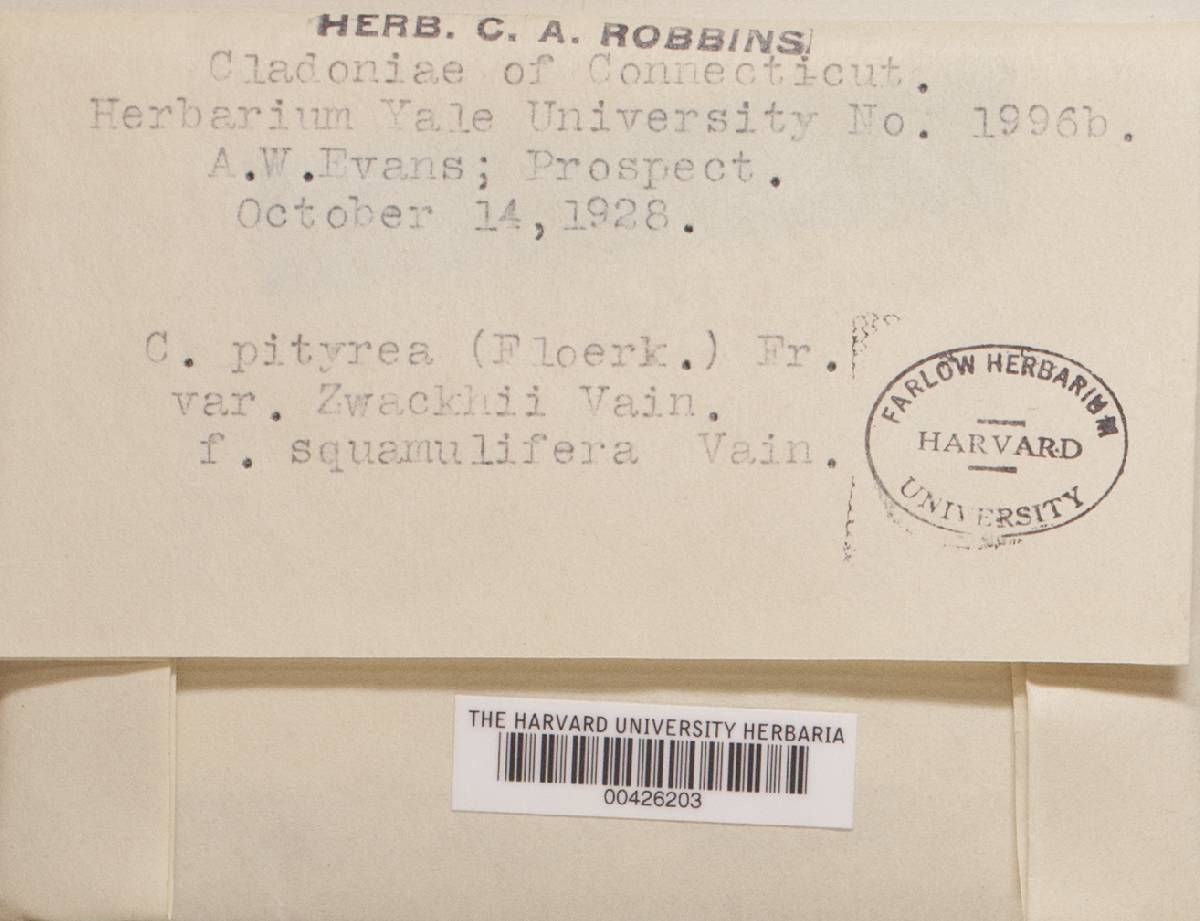 HERB. C. A. ROBBINS
Cladoniae of Connecticut.
Herbarium Yale University No. 1996b.
A.W.Evans; Prospect.
October 14,1928.
C. pityrea (Floerk.) Fr.
var. Zwackhii Vain.
f. squamulifera Vain.
FARLOW HERBARIUM
HARVARD
UNIVERSITY
THE HARVARD UNIVERSITY HERBARIA
00426203